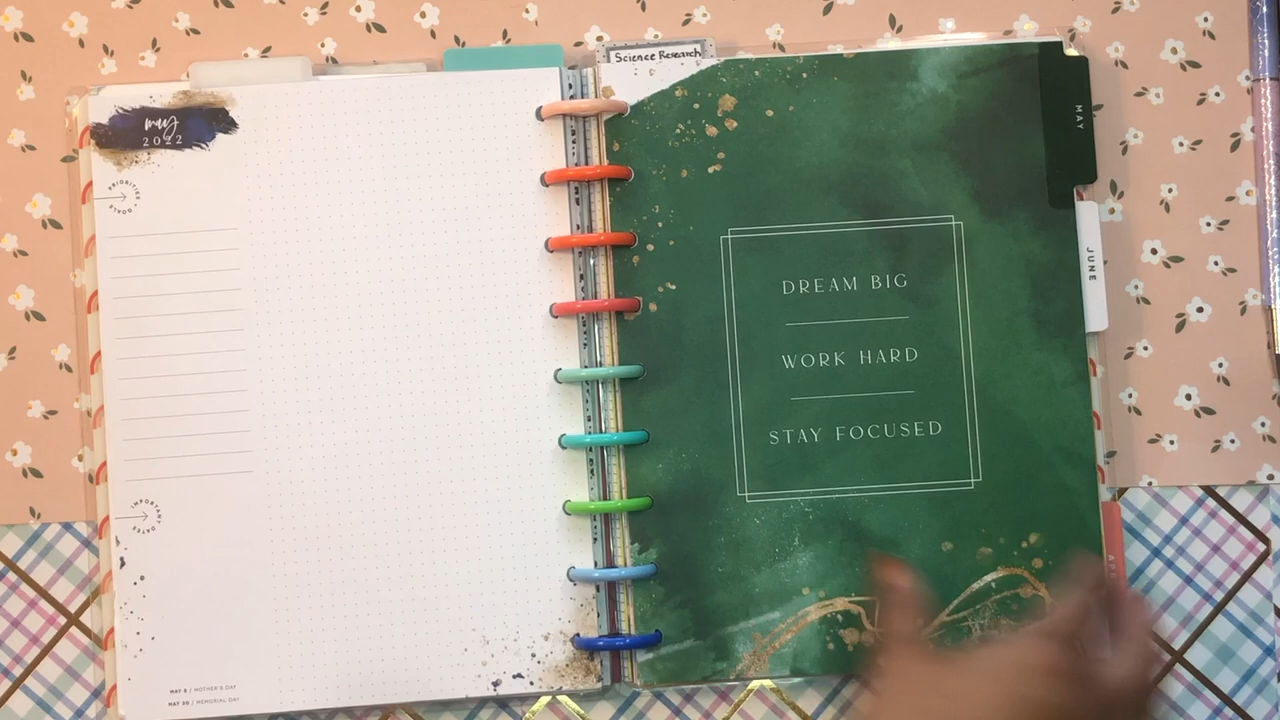 Science Research
may
2022
PRIORITIES + GOALS
IMPORTANT DATES
MAY 8 / MOTHER'S DAY
MAY 30 / MEMORIAL DAY
DREAM BIG
WORK HARD
STAY FOCUSED
MAY
JUNE